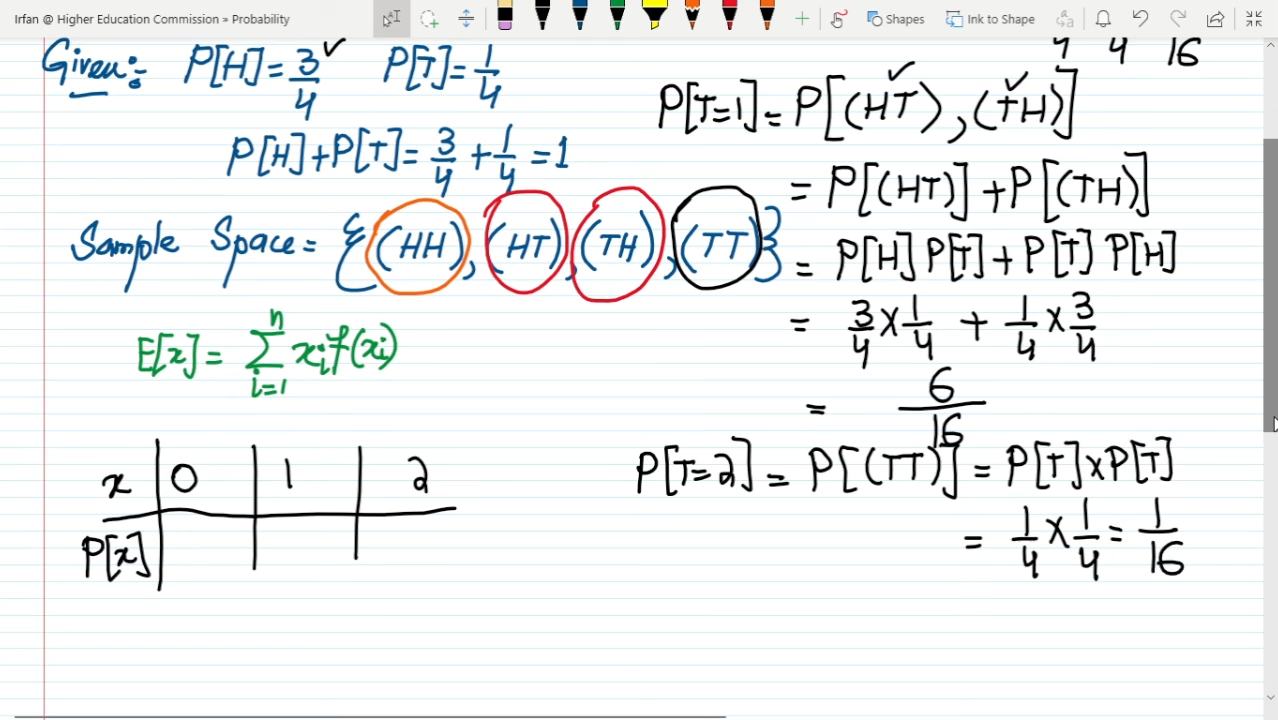 Irfan @ Higher Education Commission » Probability
Shapes Ink to Shape
Given:- P[H]=3/4 ✓ P[T]=1/4
P[H]+P[T]= 3/4 + 1/4 =1
Sample Space= {(HH), (HT), (TH), (TT)}
E[x]= ∑_{i=1}^{n} x_i f(x_i)
x | 0 | 1 | 2
P[x]
4 4 16
P[T=1]= P[(HT), (TH)]
= P[(HT)]+P[(TH)]
= P[H] P[T] + P[T] P[H]
= 3/4 × 1/4 + 1/4 × 3/4
= 6/16
P[T=2] = P[(TT)] = P[T]×P[T]
= 1/4 × 1/4 = 1/16